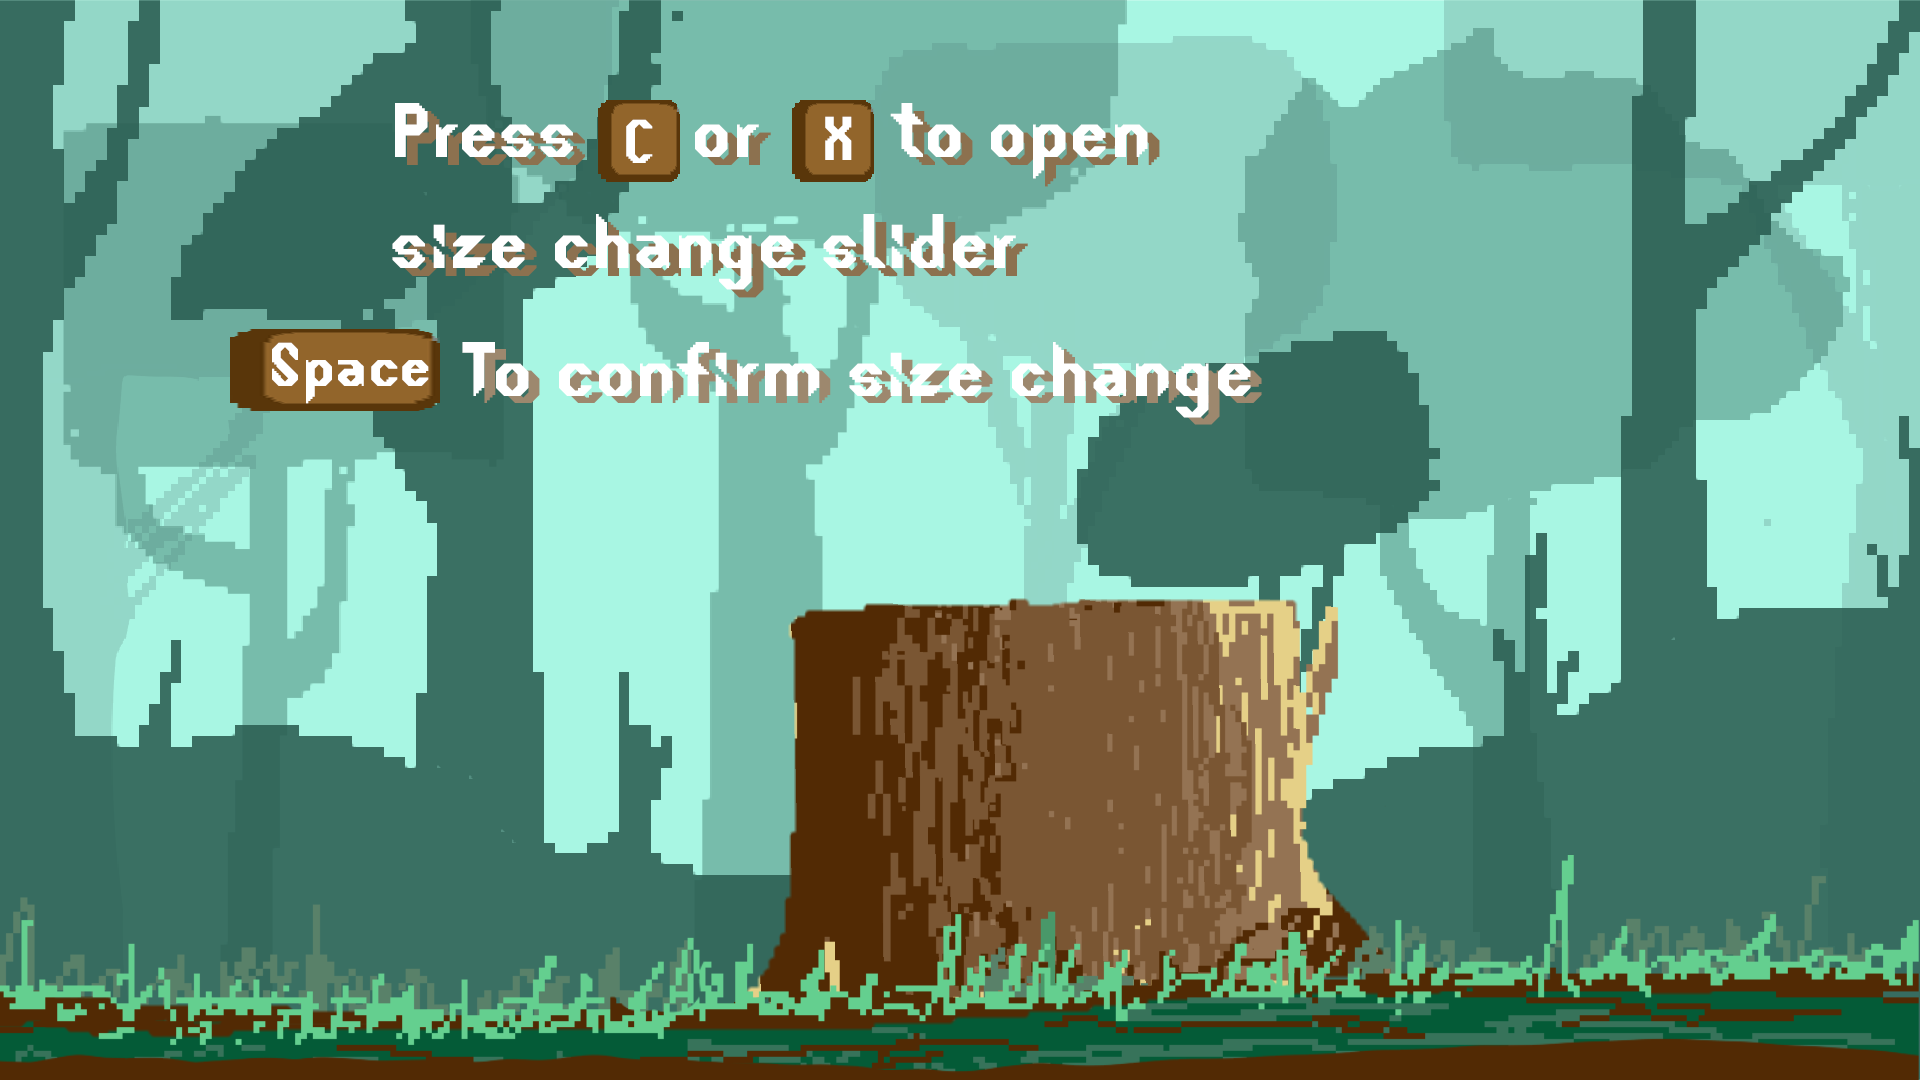 Press C or X to open
size change slider
Space To confirm size change